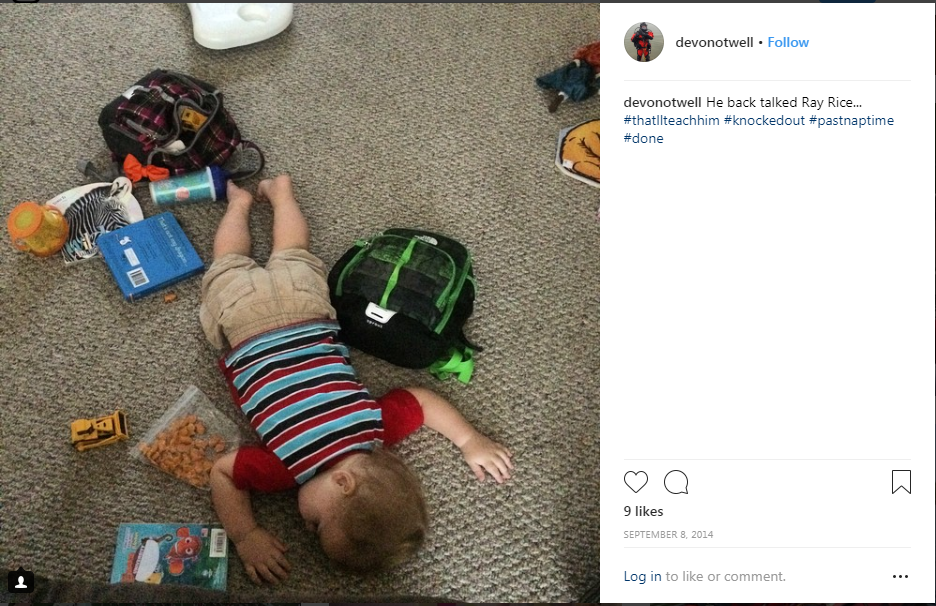 devonotwell • Follow
devonotwell He back talked Ray Rice...
#thatllteachhim #knockedout #pastnaptime
#done
9 likes
SEPTEMBER 8, 2014
Log in to like or comment.